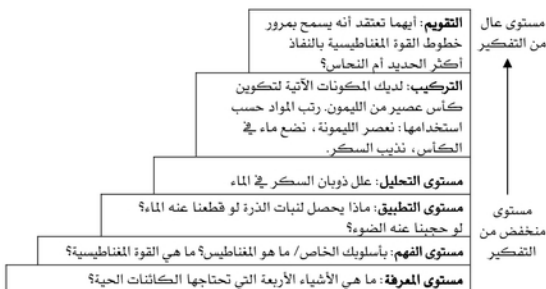 مستوى عال
من التفكير
التقويم: أيهما تعتقد أنه يسمح بمرور
خطوط القوة المغناطيسية بالنفاذ
أكثر الحديد أم النحاس؟
التركيب: لديك المكونات الآتية لتكوين
كأس عصير من الليمون. رتب المواد حسب
استخدامها: نعصر الليمونة، نضع ماء في
الكأس، نذيب السكر.
مستوى التحليل: علل ذوبان السكر في الماء
مستوى التطبيق: ماذا يحصل لنبات الذرة لو قطعنا عنه الماء؟
لو حجبنا عنه الضوء؟
مستوى الفهم: بأسلوبك الخاص/ ما هو المغناطيس؟ ما هي القوة المغناطيسية؟
مستوى المعرفة: ما هي الأشياء الأربعة التي تحتاجها الكائنات الحية؟
مستوى
منخفض من
التفكير